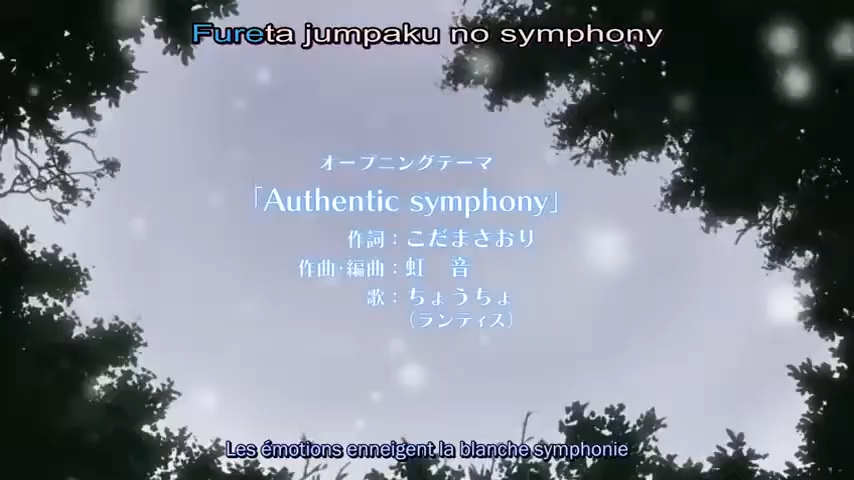 Fureta jumpaku no symphony
オープニングテーマ
「Authentic symphony」
作詞：こだまさおり
作曲・編曲：虹　音
歌：ちょうちょ
（ランティス）
Les émotions enneigent la blanche symphonie